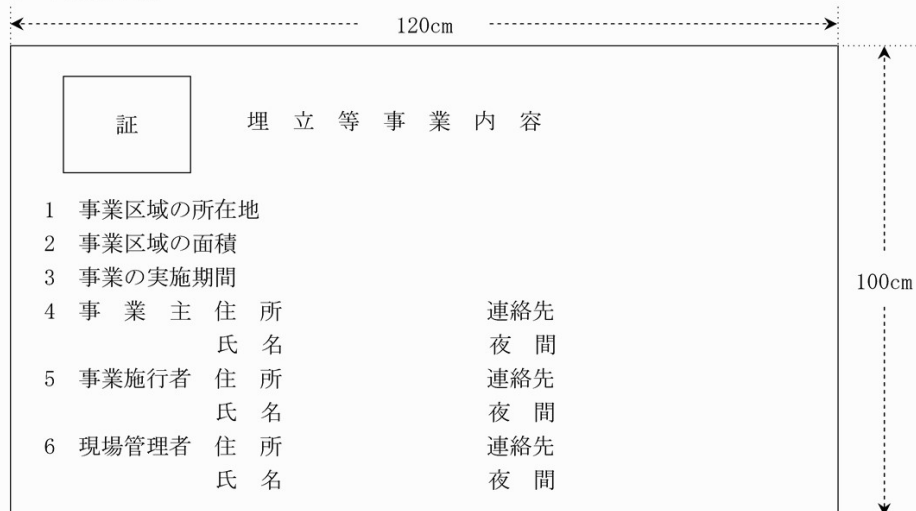 120cm
証
埋 立 等 事 業 内 容
1 事業区域の所在地
2 事業区域の面積
3 事業の実施期間
100cm
4 事 業 主 住 所 連絡先
氏 名 夜 間
5 事業施行者 住 所 連絡先
氏 名 夜 間
6 現場管理者 住 所 連絡先
氏 名 夜 間